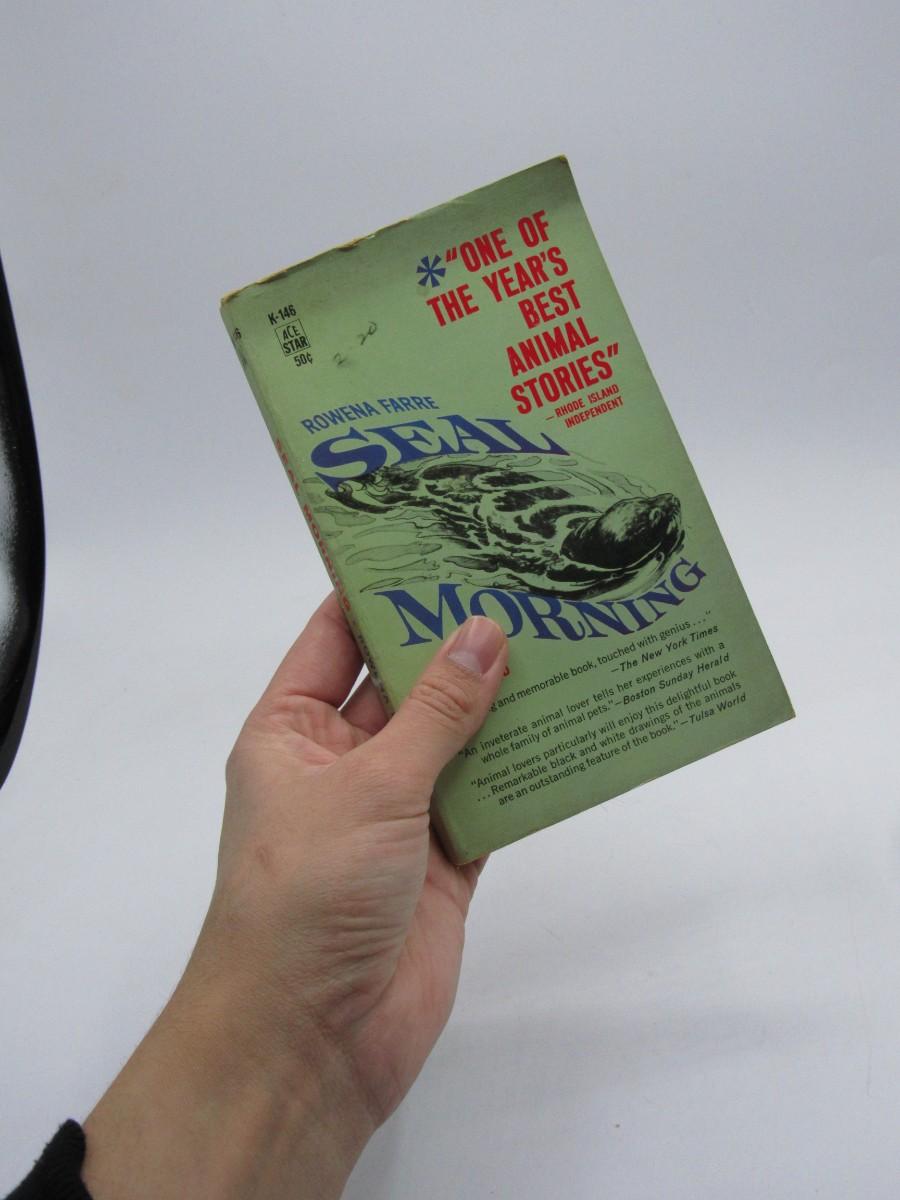 *"ONE OF
THE YEAR'S
BEST
ANIMAL
STORIES"
—RHODE ISLAND
INDEPENDENT
K-146
ACE
STAR
50¢
2 20
ROWENA FARRE
SEAL
MORNING
and memorable book, touched with genius..."
—The New York Times
"An inveterate animal lover tells her experiences with a
whole family of animal pets."—Boston Sunday Herald
"Animal lovers particularly will enjoy this delightful book
...Remarkable black and white drawings of the animals
are an outstanding feature of the book."—Tulsa World
SEAL MORNING